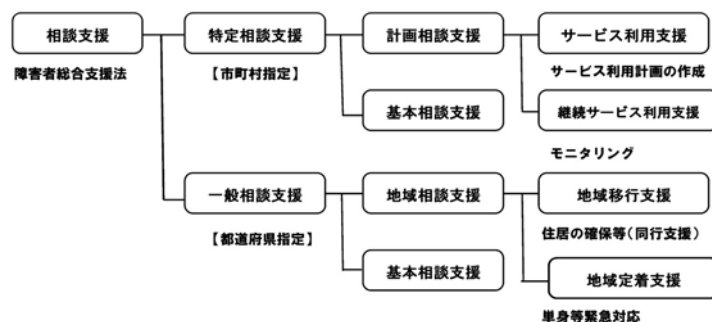 相談支援
特定相談支援
計画相談支援
サービス利用支援
障害者総合支援法
【市町村指定】
サービス利用計画の作成
基本相談支援
継続サービス利用支援
モニタリング
一般相談支援
地域相談支援
地域移行支援
【都道府県指定】
住居の確保等(同行支援)
基本相談支援
地域定着支援
単身等緊急対応